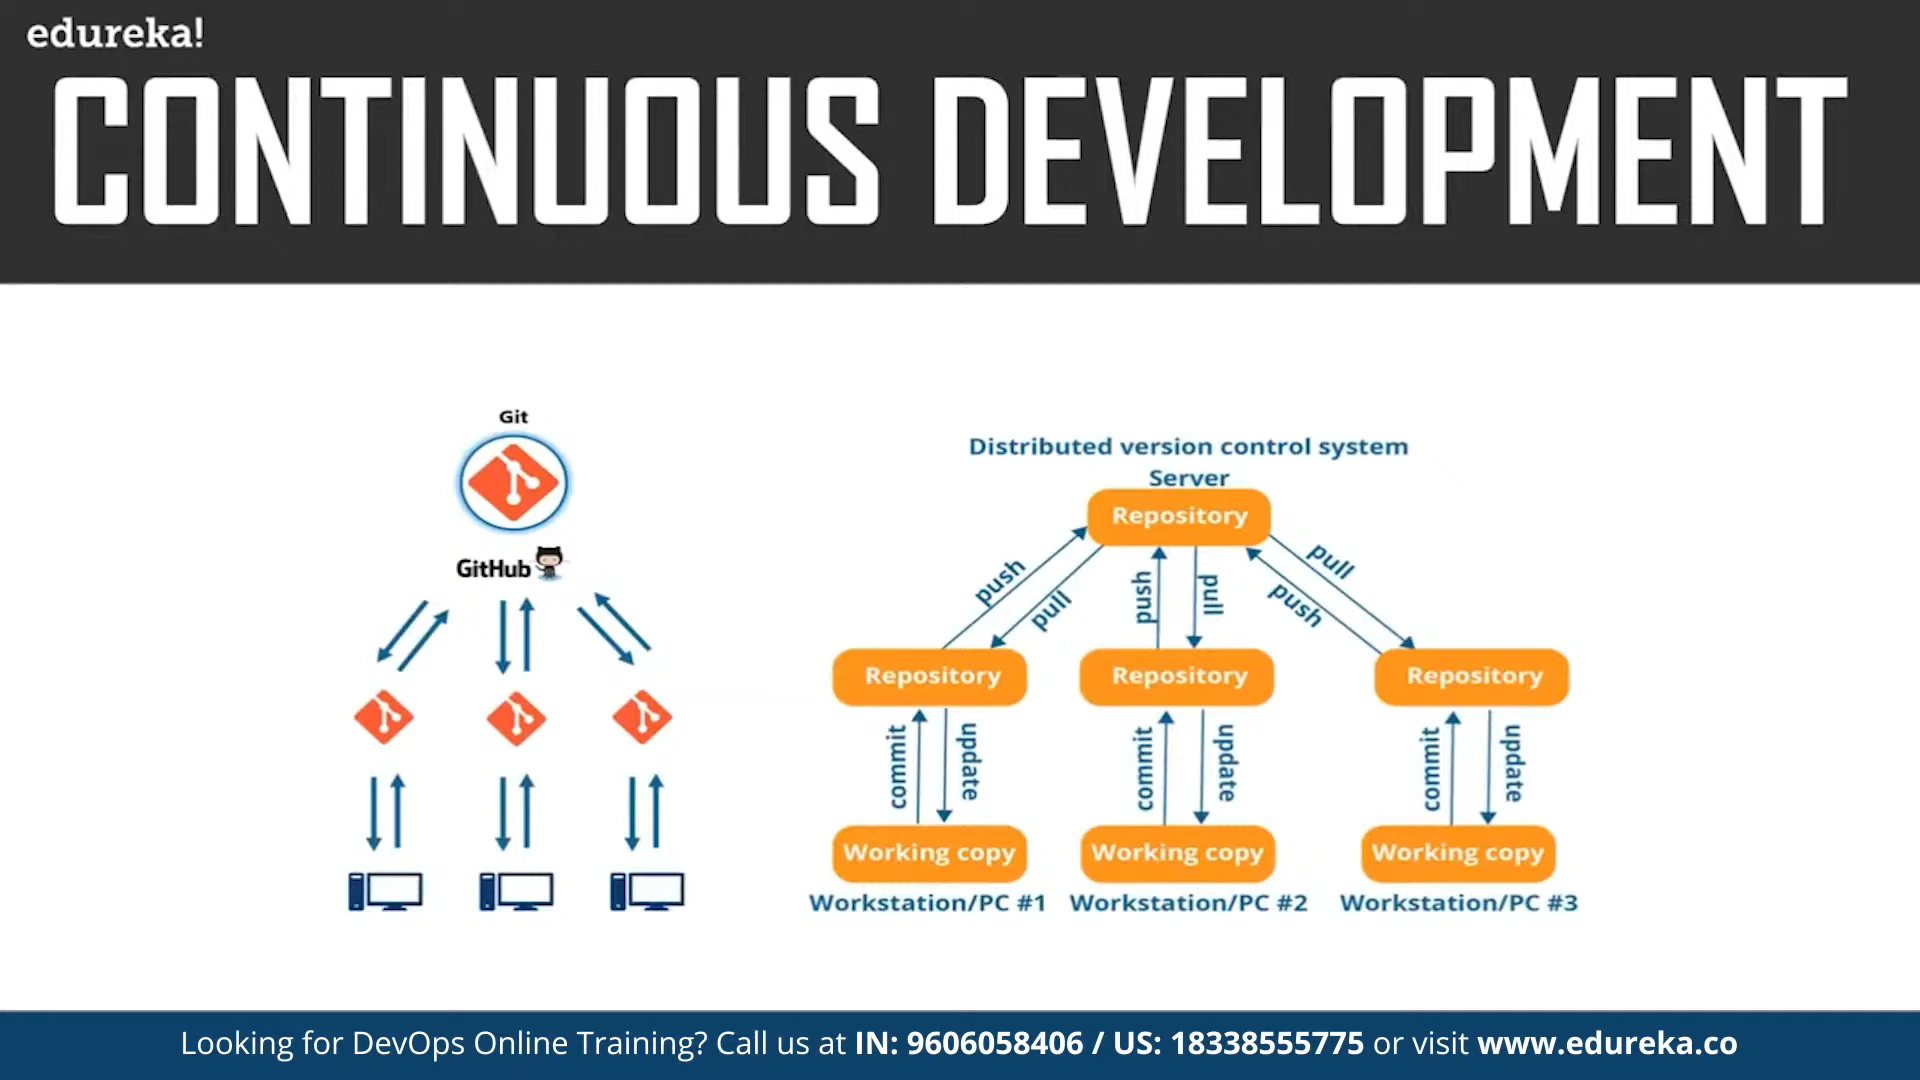 edureka!
CONTINUOUS DEVELOPMENT
Git
GitHub
Distributed version control system
Server
Repository
push
pull
push
pull
push
pull
Repository
Repository
Repository
commit
update
commit
update
commit
update
Working copy
Working copy
Working copy
Workstation/PC #1
Workstation/PC #2
Workstation/PC #3
Looking for DevOps Online Training? Call us at IN: 9606058406 / US: 18338555775 or visit www.edureka.co